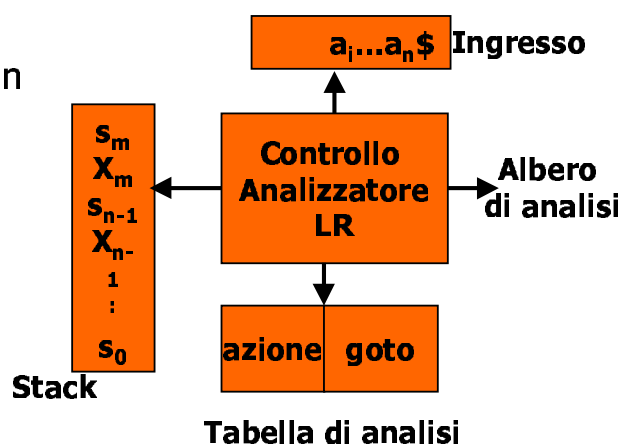 aᵢ...aₙ$ Ingresso
n
sₘ
Xₘ
sₙ₋₁
Xₙ₋
₁
:
s₀
Stack
Controllo
Analizzatore
LR
Albero
di analisi
azione goto
Tabella di analisi